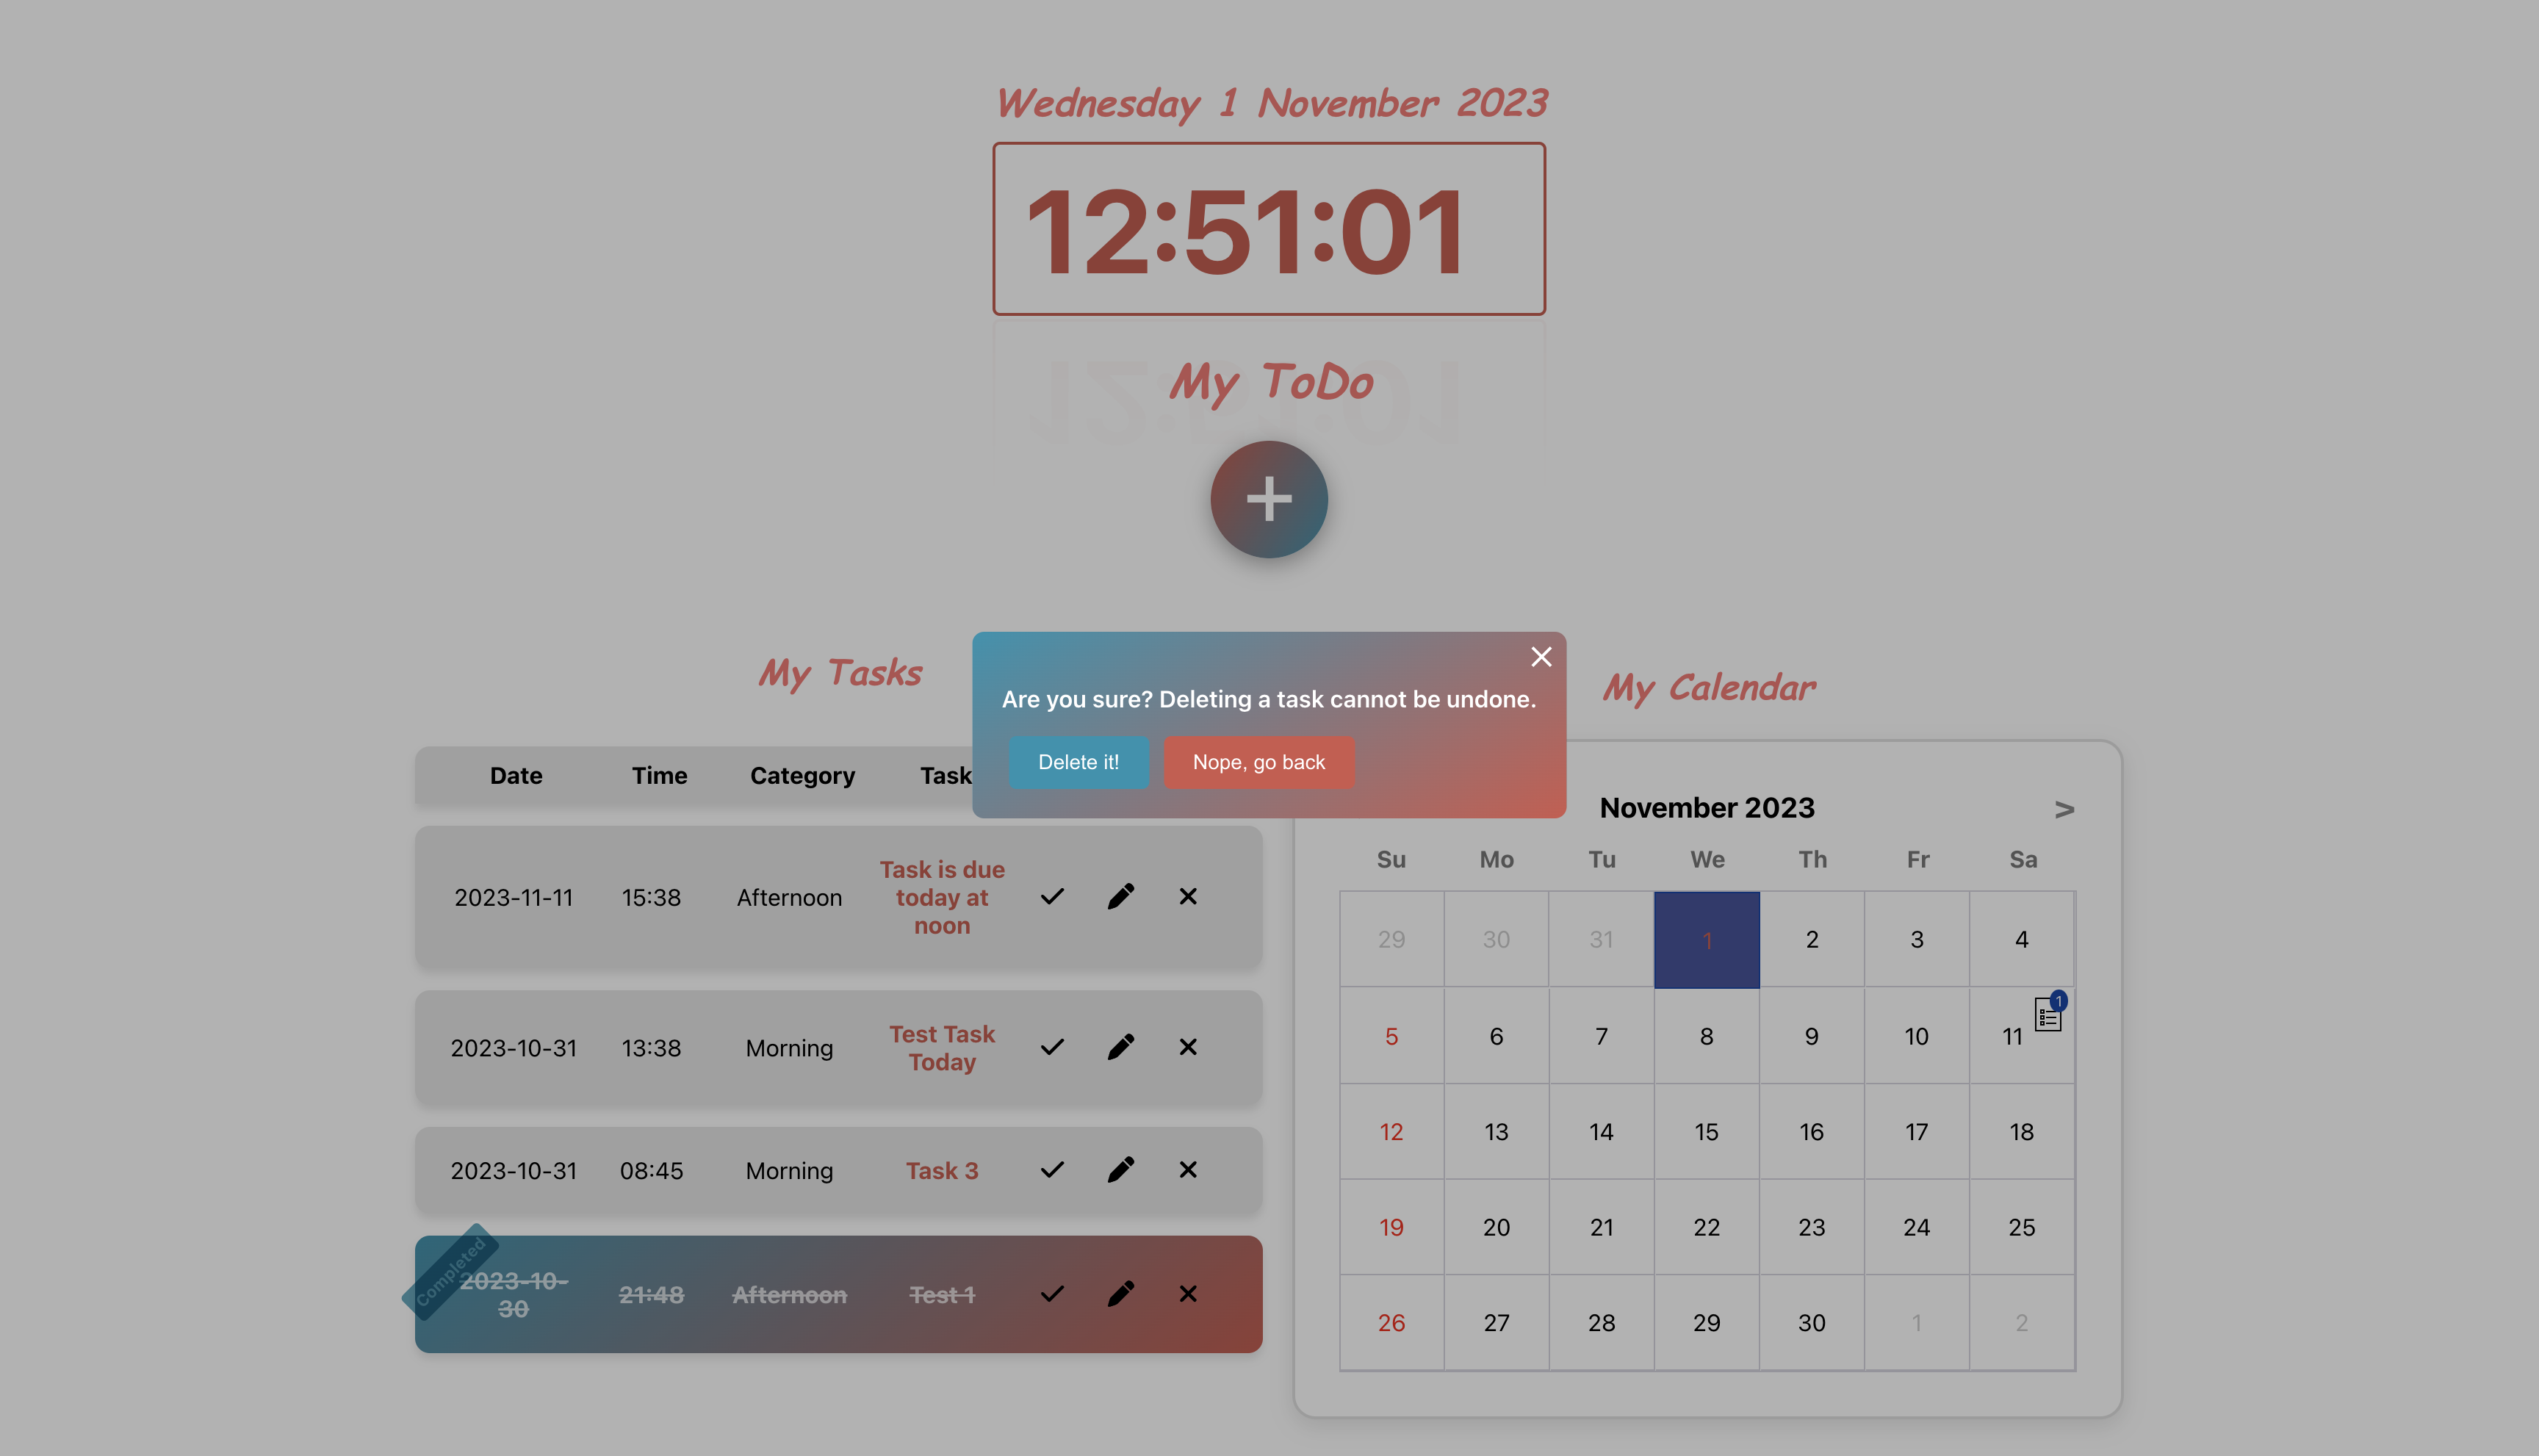 Wednesday 1 November 2023
12:51:01
My ToDo
+
My Tasks
Are you sure? Deleting a task cannot be undone.
Delete it!
Nope, go back
Date Time Category Task
2023-11-11 15:38 Afternoon
Task is due
today at
noon
2023-10-31 13:38 Morning
Test Task
Today
2023-10-31 08:45 Morning Task 3
Completed
2023-10-
30
21:48 Afternoon Test 1
My Calendar
November 2023 >
Su Mo Tu We Th Fr Sa
29 30 31 1 2 3 4
1
5 6 7 8 9 10 11
12 13 14 15 16 17 18
19 20 21 22 23 24 25
26 27 28 29 30 1 2